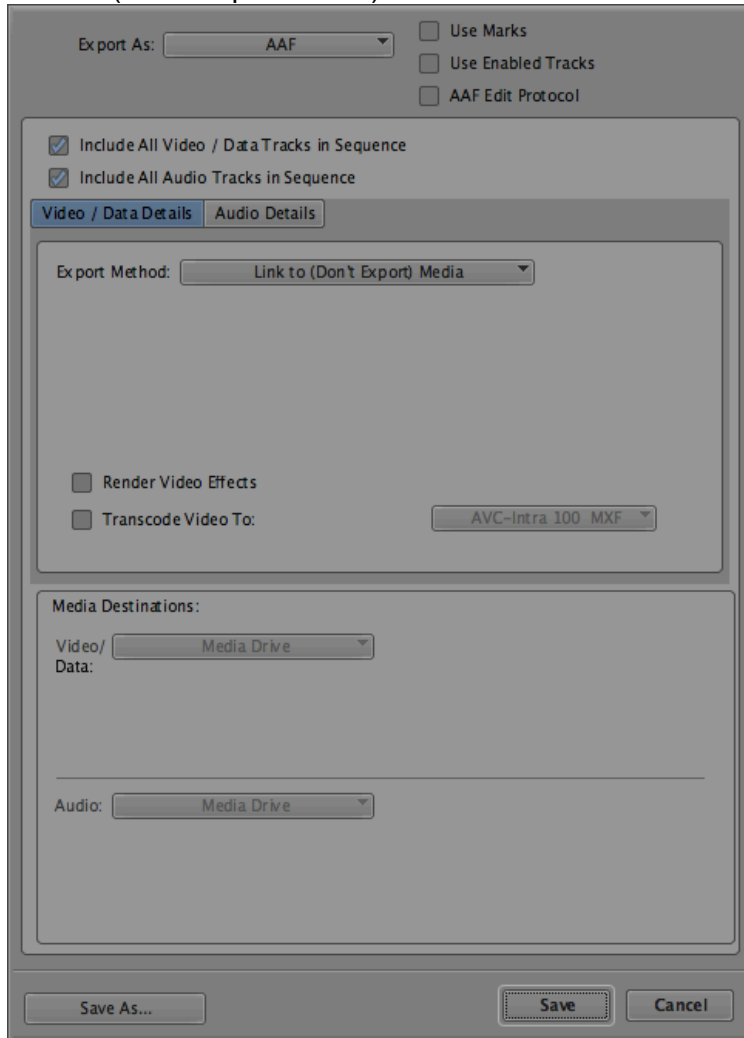 Export As: AAF
Use Marks
Use Enabled Tracks
AAF Edit Protocol
Include All Video / Data Tracks in Sequence
Include All Audio Tracks in Sequence
Video / Data Details Audio Details
Export Method: Link to (Don't Export) Media
Render Video Effects
Transcode Video To: AVC-Intra 100 MXF
Media Destinations:
Video/ Media Drive
Data:
Audio: Media Drive
Save As... Save Cancel